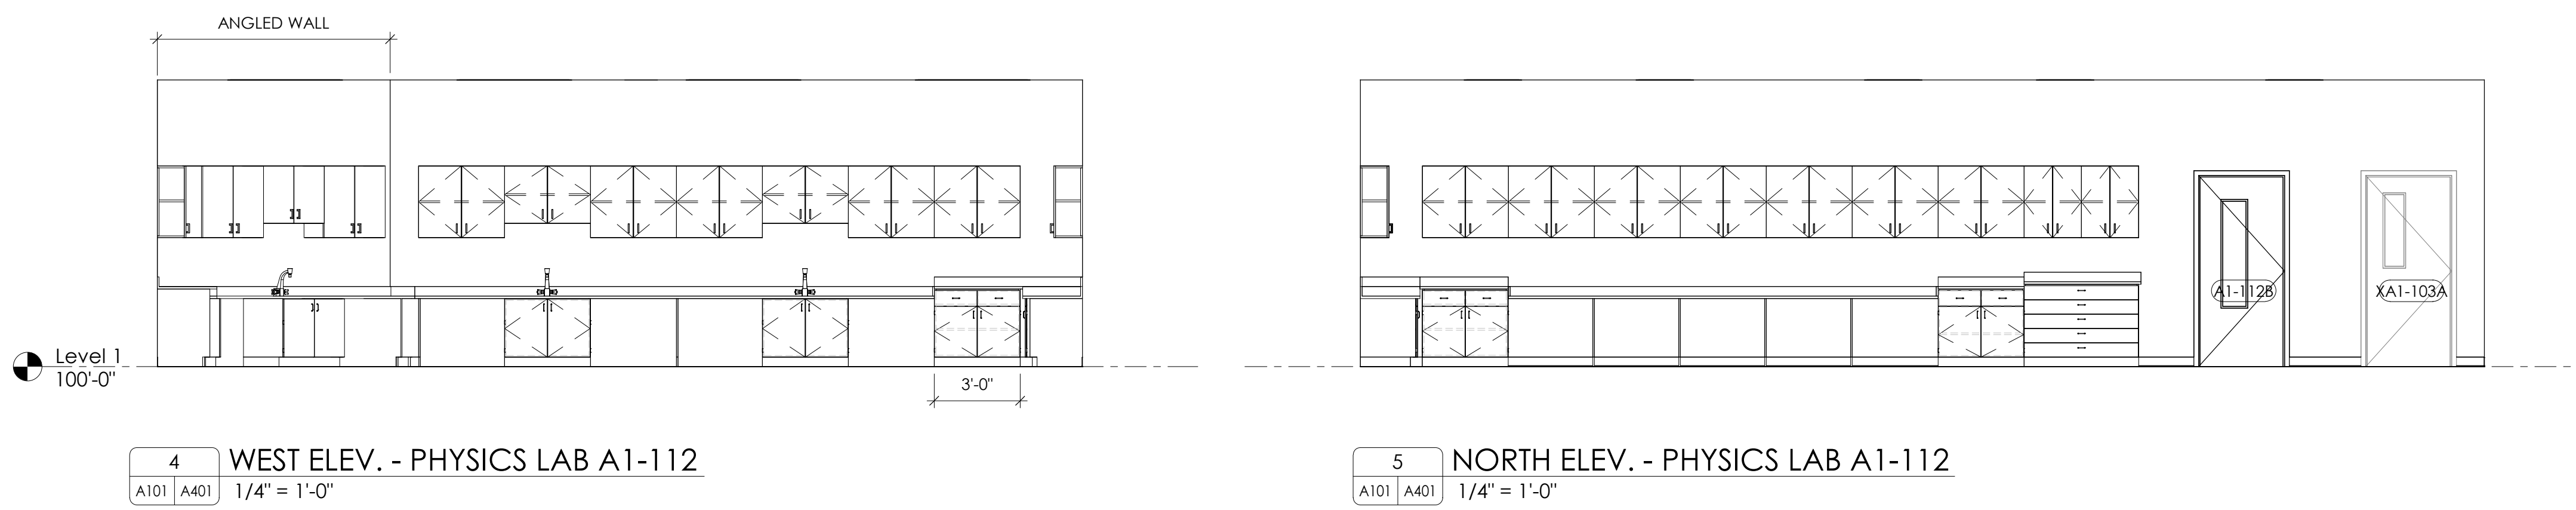 ANGLED WALL
Level 1
100'-0"
3'-0"
A1-112B
XA1-103A
4
WEST ELEV. - PHYSICS LAB A1-112
A101 A401
1/4" = 1'-0"
5
NORTH ELEV. - PHYSICS LAB A1-112
A101 A401
1/4" = 1'-0"